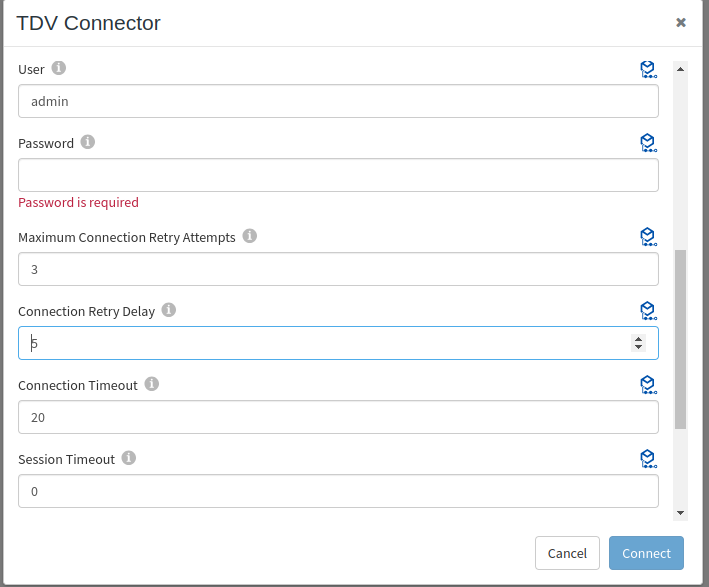 TDV Connector
User
admin
Password
Password is required
Maximum Connection Retry Attempts
3
Connection Retry Delay
5
Connection Timeout
20
Session Timeout
0
Cancel
Connect